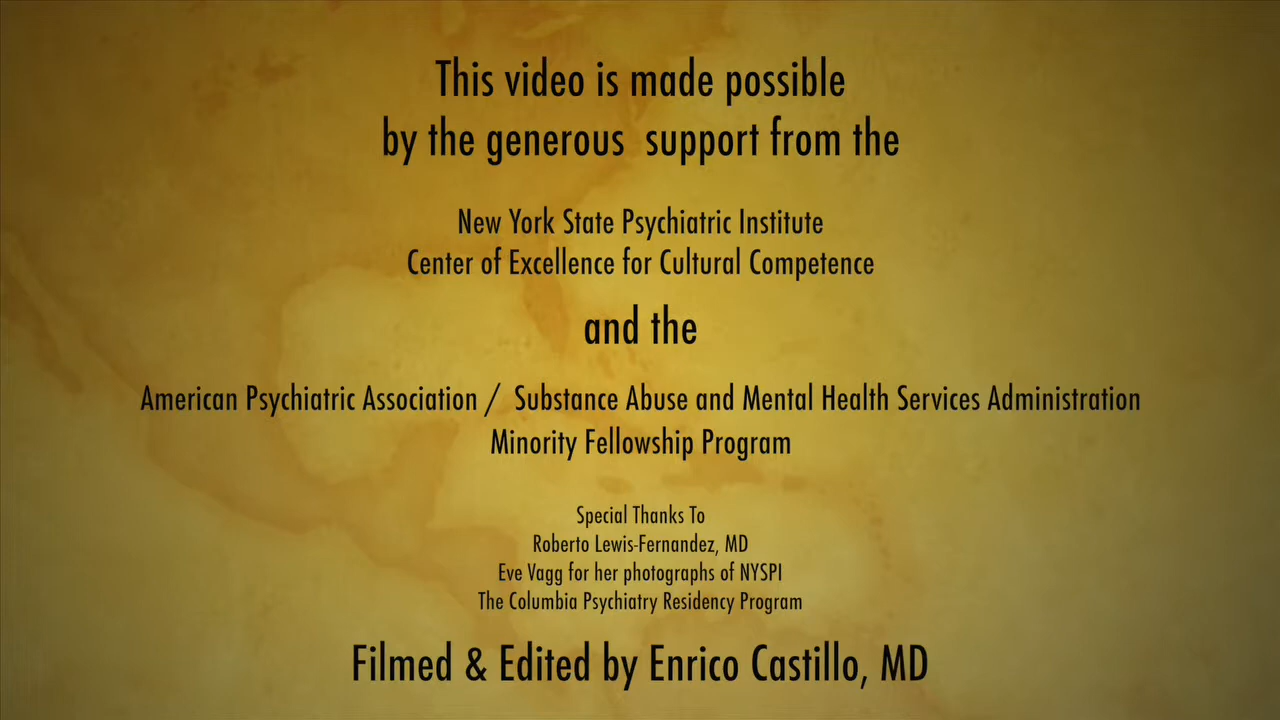 This video is made possible
by the generous support from the
New York State Psychiatric Institute
Center of Excellence for Cultural Competence
and the
American Psychiatric Association / Substance Abuse and Mental Health Services Administration
Minority Fellowship Program
Special Thanks To
Roberto Lewis-Fernandez, MD
Eve Vagg for her photographs of NYSPI
The Columbia Psychiatry Residency Program
Filmed & Edited by Enrico Castillo, MD